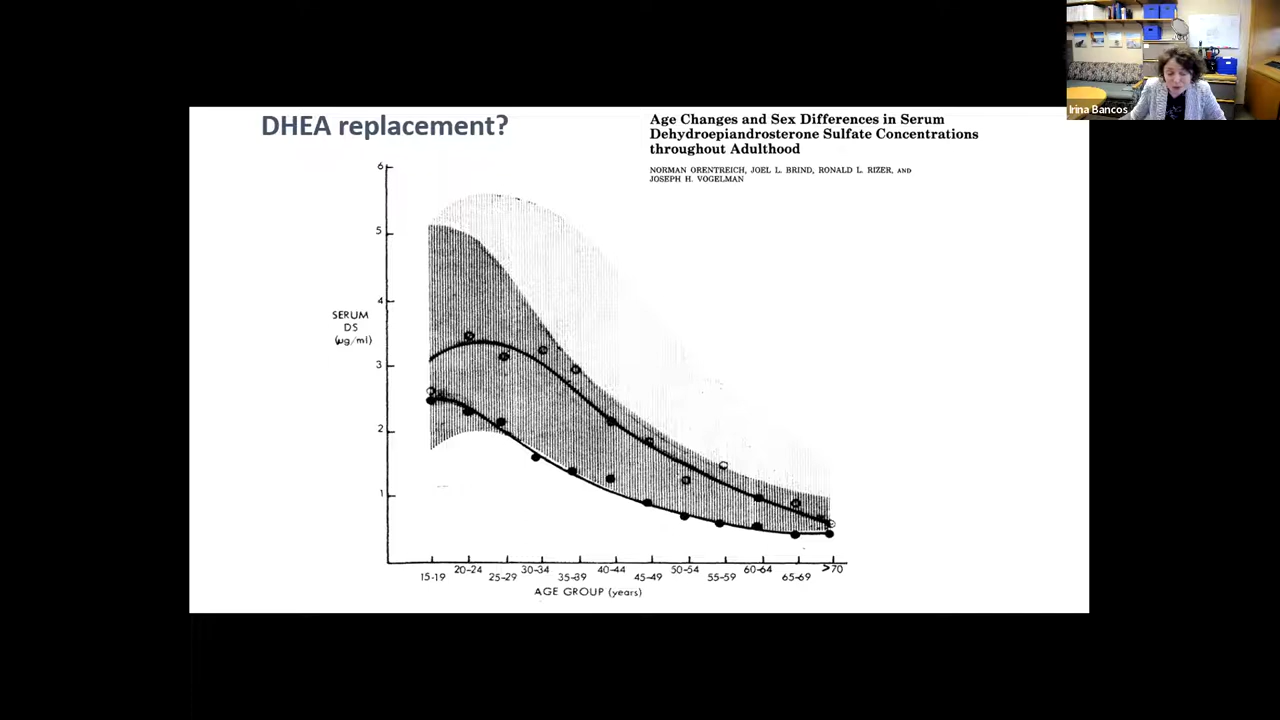 DHEA replacement?
Age Changes and Sex Differences in Serum
Dehydroepiandrosterone Sulfate Concentrations
throughout Adulthood
NORMAN ORENTREICH, JOEL L. BRIND, RONALD L. RIZER, AND
JOSEPH H. VOGELMAN
Irina Bancos
6
5
4
SERUM
DS
(µg/ml)
3
2
1
15-19
20-24
25-29
30-34
35-39
40-44
45-49
50-54
55-59
60-64
65-69
>70
AGE GROUP (years)